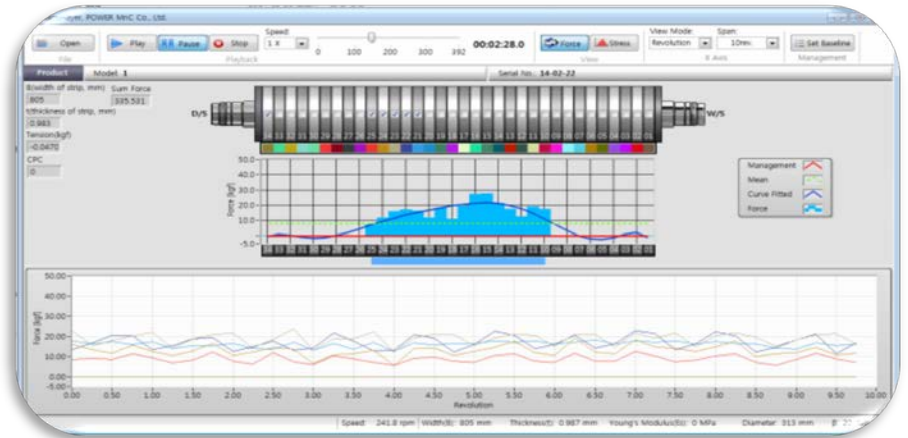 ayer, POWER MnC Co., Ltd.
Open Play Pause Stop Speed: 1 X 0 100 200 300 392 00:02:28.0 Force Stress View Mode: Revolution Span: 10rev. Set Baseline
File Playback View X Axis Management
Product Model 1 Serial No. 14-02-22
B(width of strip, mm) Sum Force
805 335.531
t(thickness of strip, mm)
0.983
Tension(kgf)
-0.0470
CPC
0
D/S W/S
50.0
40.0
30.0
20.0
10.0
-5.0
Force (kgf)
Management
Mean
Curve Fitted
Force
50.00
40.00
30.00
20.00
10.00
0.00
-5.00
Force (kgf)
0.00 0.50 1.00 1.50 2.00 2.50 3.00 3.50 4.00 4.50 5.00 5.50 6.00 6.50 7.00 7.50 8.00 8.50 9.00 9.50 10.00
Revolution
Speed: 241.8 rpm Width(B): 805 mm Thickness(t): 0.987 mm Young's Modulus(Es): 0 MPa Diameter 313 mm